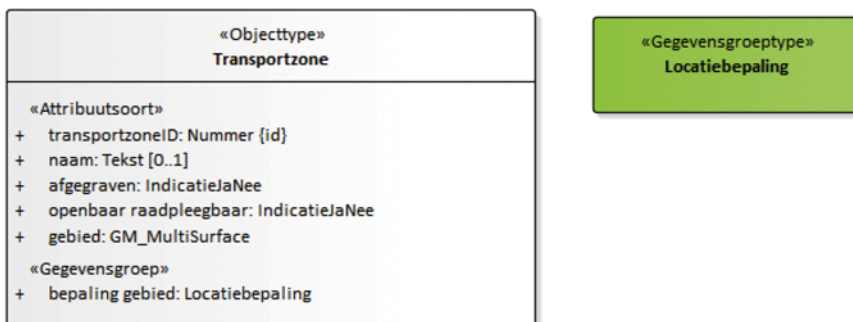 «Objecttype»
Transportzone
«Attribuutsoort»
+ transportzoneID: Nummer {id}
+ naam: Tekst [0..1]
+ afgegraven: IndicatieJaNee
+ openbaar raadpleegbaar: IndicatieJaNee
+ gebied: GM_MultiSurface
«Gegevensgroep»
+ bepaling gebied: Locatiebepaling
«Gegevensgroeptype»
Locatiebepaling